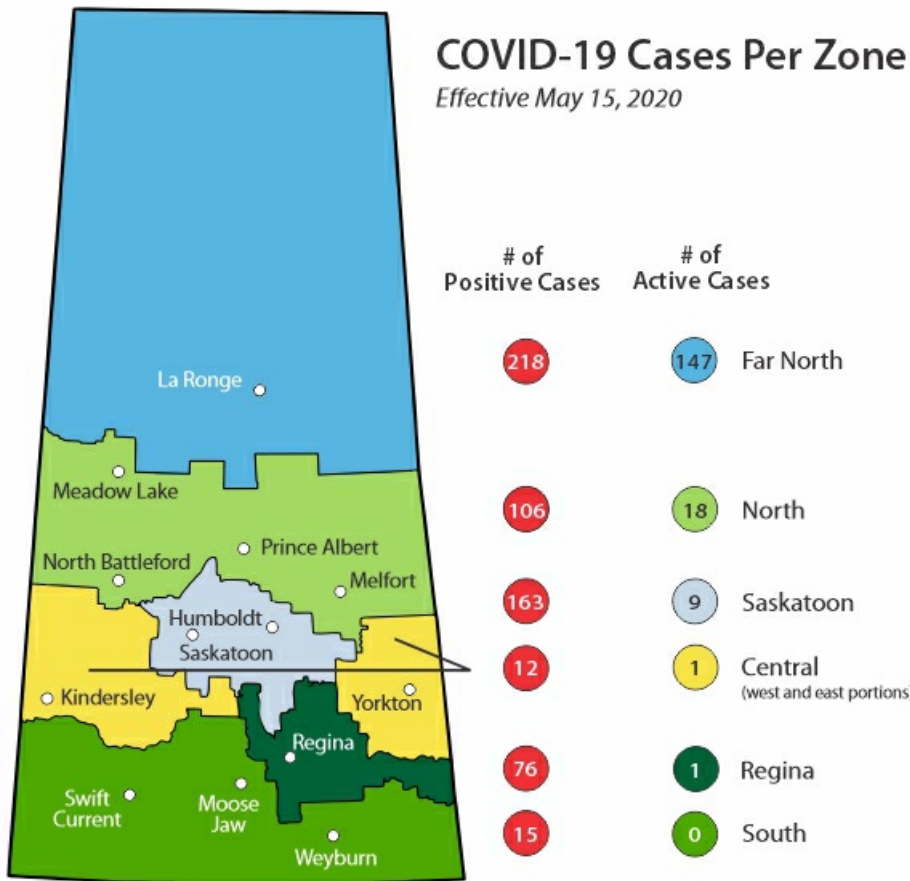 COVID-19 Cases Per Zone
Effective May 15, 2020
# of
Positive Cases
# of
Active Cases
218
147
Far North
La Ronge
Meadow Lake
106
18
North
Prince Albert
North Battleford
Melfort
163
9
Saskatoon
Humboldt
Saskatoon
12
1
Central
(west and east portions)
Kindersley
Yorkton
Regina
76
1
Regina
Swift
Current
Moose
Jaw
15
0
South
Weyburn